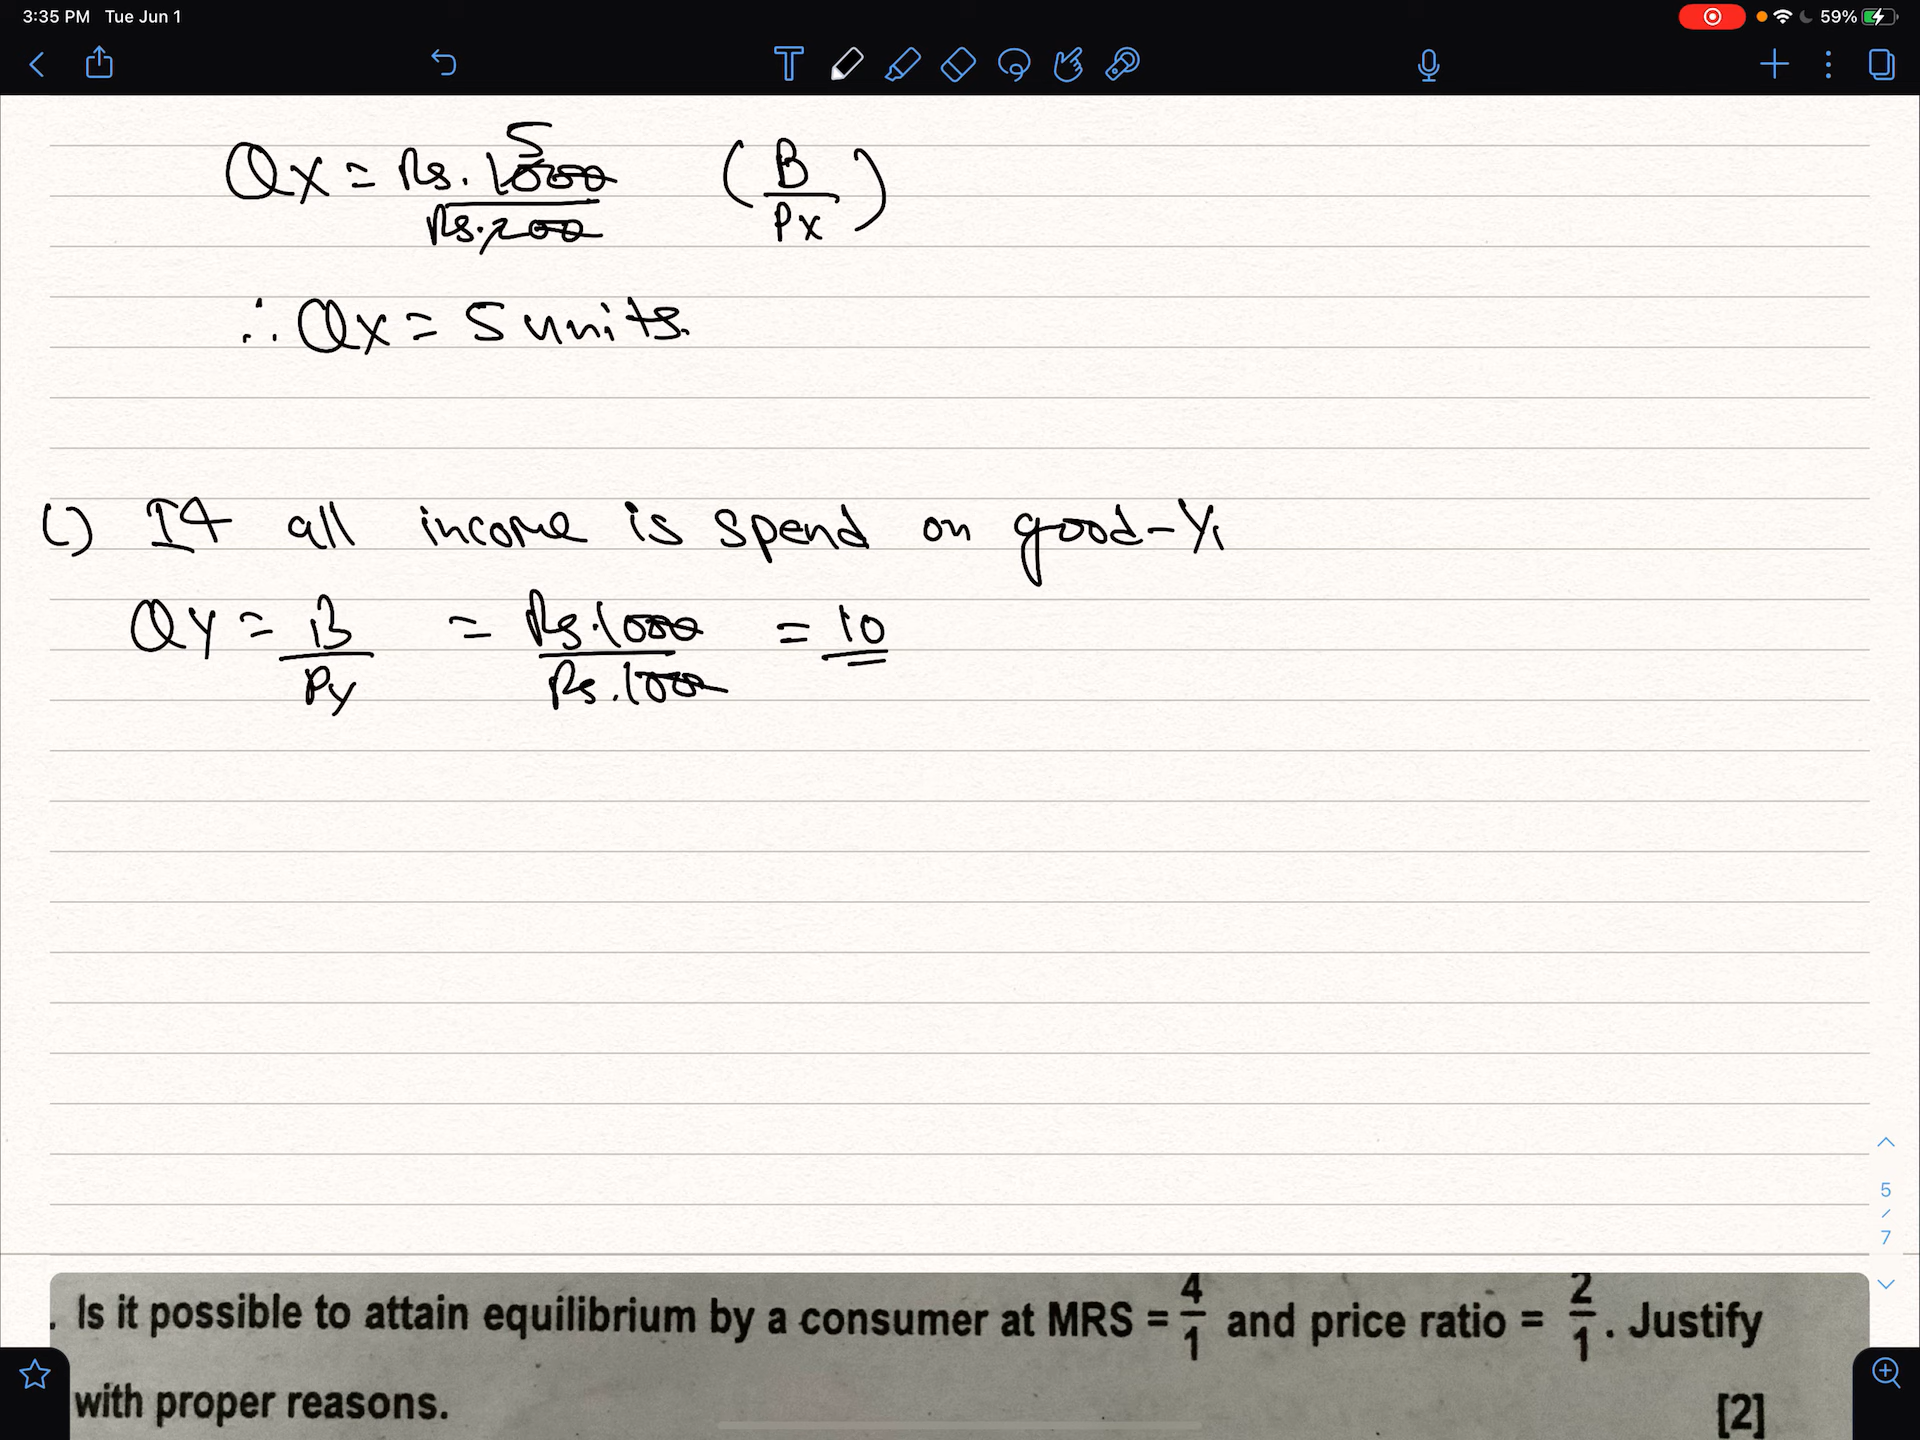 3:35 PM Tue Jun 1
59%
5
Qx = Rs. 1000 ( B
Rs. 200 Px )
∴ Qx = 5 units.
c) If all income is spend on good-Y,
QY = B = Rs. 1000 = 10
PY Rs. 100
5
/
7
. Is it possible to attain equilibrium by a consumer at MRS = 4/1 and price ratio = 2/1. Justify
with proper reasons. [2]